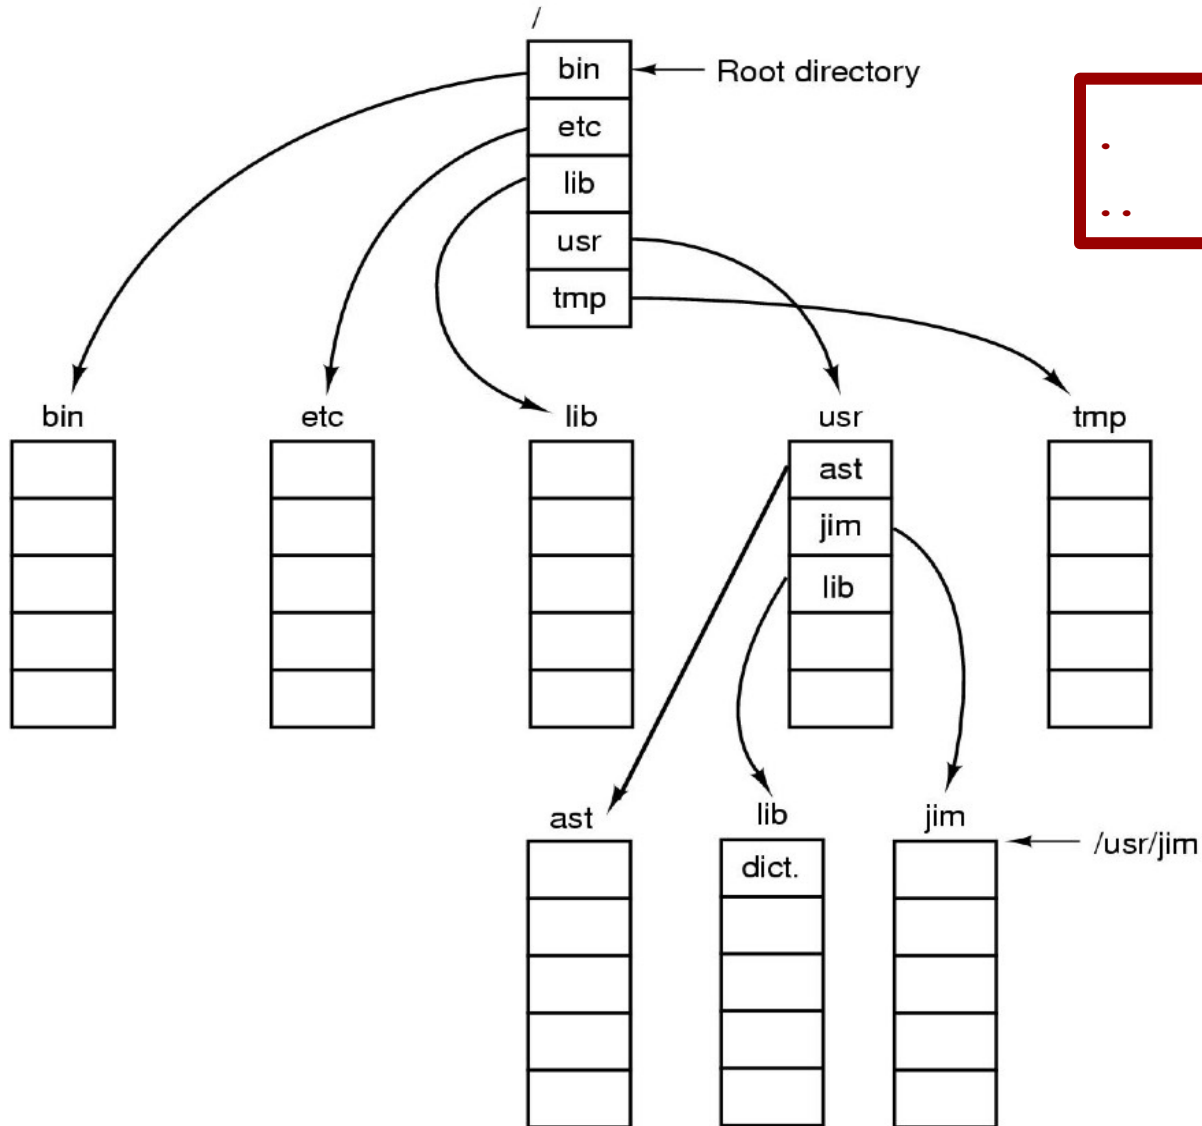 /
bin
Root directory
etc
lib
usr
tmp
.
..
bin
etc
lib
usr
tmp
ast
jim
lib
ast
lib
jim
/usr/jim
dict.